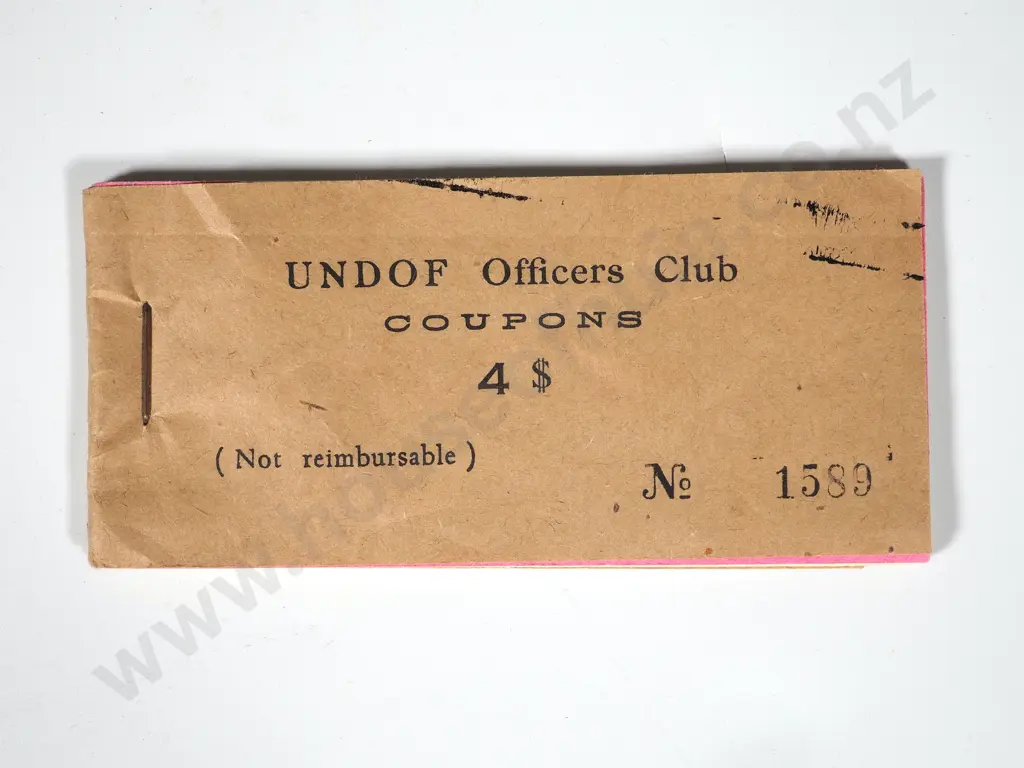 UNDOF Officers Club
COUPONS
4 $
(Not reimbursable)
№ 1589